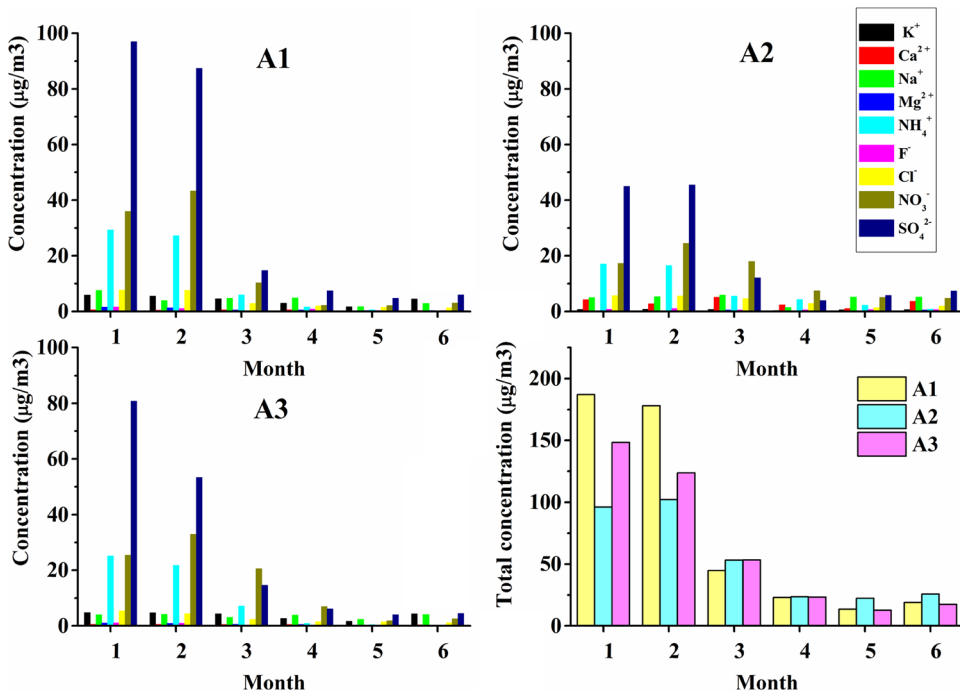 A1
Concentration (μg/m3)
100
80
60
40
20
0
1 2 3 4 5 6
Month
A2
Concentration (μg/m3)
100
80
60
40
20
0
1 2 3 4 5 6
Month
K⁺
Ca²⁺
Na⁺
Mg²⁺
NH₄⁺
F⁻
Cl⁻
NO₃⁻
SO₄²⁻
A3
Concentration (μg/m3)
100
80
60
40
20
0
1 2 3 4 5 6
Month
Total concentration (μg/m3)
200
150
100
50
0
1 2 3 4 5 6
Month
A1
A2
A3